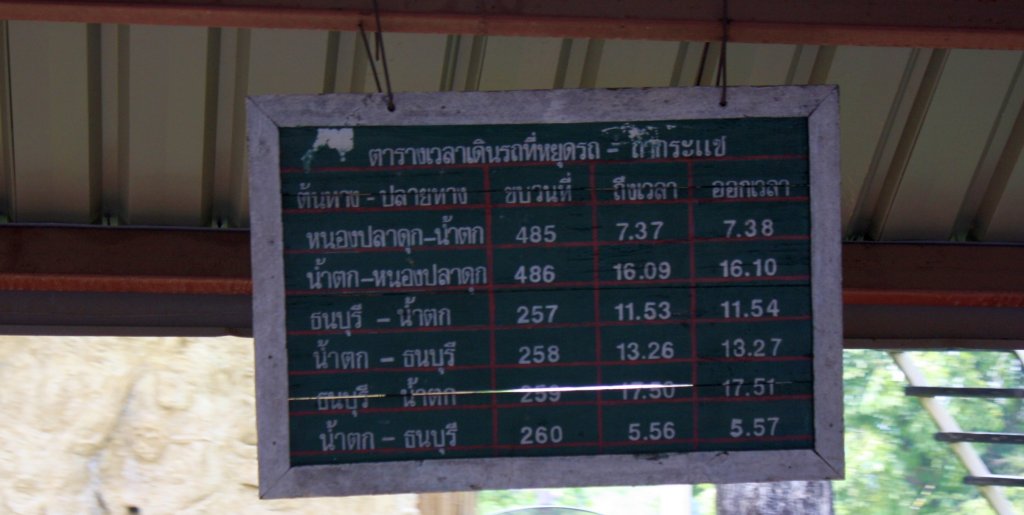 ตารางเวลาเดินรถที่หยุดรถ - ถ้ำกระแซ
ต้นทาง - ปลายทาง ขบวนที่ ถึงเวลา ออกเวลา
หนองปลาดุก-น้ำตก 485 7.37 7.38
น้ำตก-หนองปลาดุก 486 16.09 16.10
ธนบุรี - น้ำตก 257 11.53 11.54
น้ำตก - ธนบุรี 258 13.26 13.27
ธนบุรี - น้ำตก 259 17.50 17.51
น้ำตก - ธนบุรี 260 5.56 5.57